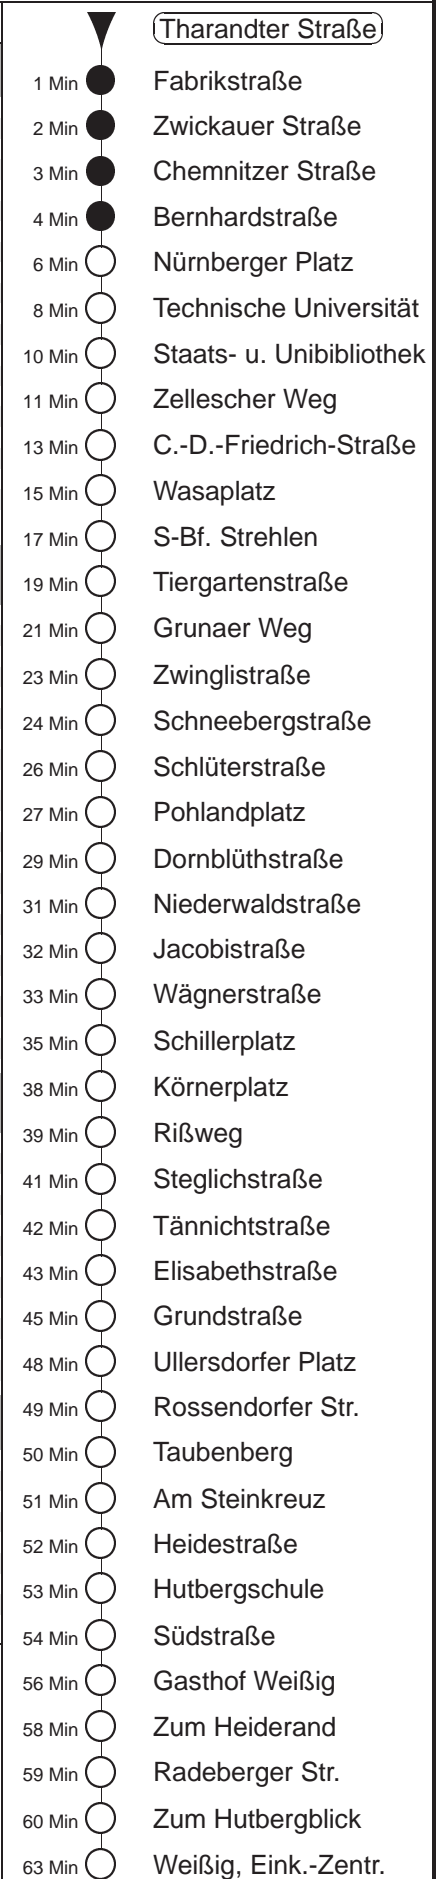 Tharandter Straße
1 Min Fabrikstraße
2 Min Zwickauer Straße
3 Min Chemnitzer Straße
4 Min Bernhardstraße
6 Min Nürnberger Platz
8 Min Technische Universität
10 Min Staats- u. Unibibliothek
11 Min Zellescher Weg
13 Min C.-D.-Friedrich-Straße
15 Min Wasaplatz
17 Min S-Bf. Strehlen
19 Min Tiergartenstraße
21 Min Grunaer Weg
23 Min Zwinglistraße
24 Min Schneebergstraße
26 Min Schlüterstraße
27 Min Pohlandplatz
29 Min Dornblüthstraße
31 Min Niederwaldstraße
32 Min Jacobistraße
33 Min Wägnerstraße
35 Min Schillerplatz
38 Min Körnerplatz
39 Min Rißweg
41 Min Steglichstraße
42 Min Tännichtstraße
43 Min Elisabethstraße
45 Min Grundstraße
48 Min Ullersdorfer Platz
49 Min Rossendorfer Str.
50 Min Taubenberg
51 Min Am Steinkreuz
52 Min Heidestraße
53 Min Hutbergschule
54 Min Südstraße
56 Min Gasthof Weißig
58 Min Zum Heiderand
59 Min Radeberger Str.
60 Min Zum Hutbergblick
63 Min Weißig, Eink.-Zentr.